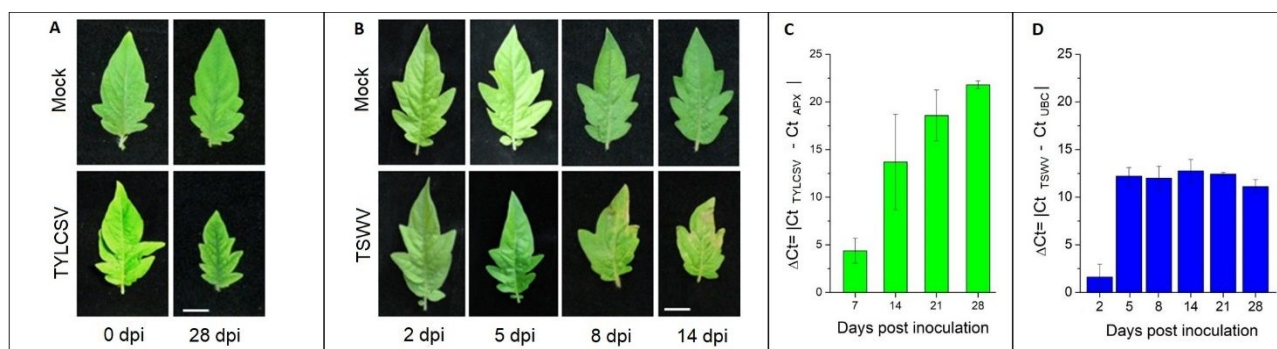 A
Mock
TYLCSV
0 dpi 28 dpi
B
Mock
TSWV
2 dpi 5 dpi 8 dpi 14 dpi
C
ΔCt= |Ct TYLCSV - Ct APX |
25
20
15
10
5
0
7 14 21 28
Days post inoculation
D
ΔCt= |Ct TSWV - Ct UBC|
25
20
15
10
5
0
2 5 8 14 21 28
Days post inoculation